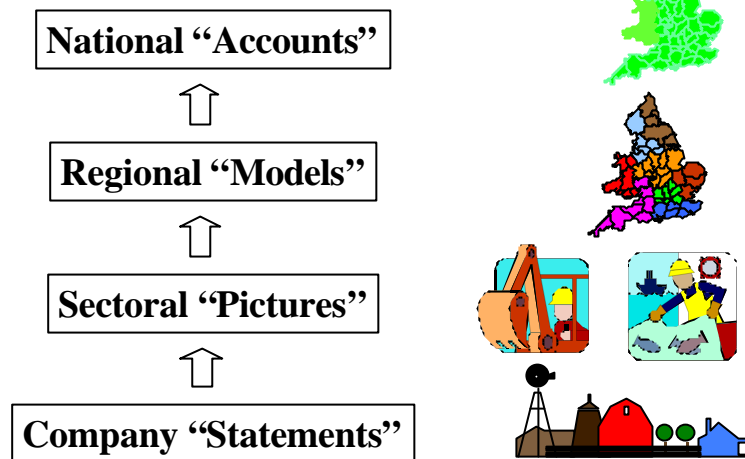 National “Accounts”
Regional “Models”
Sectoral “Pictures”
Company “Statements”